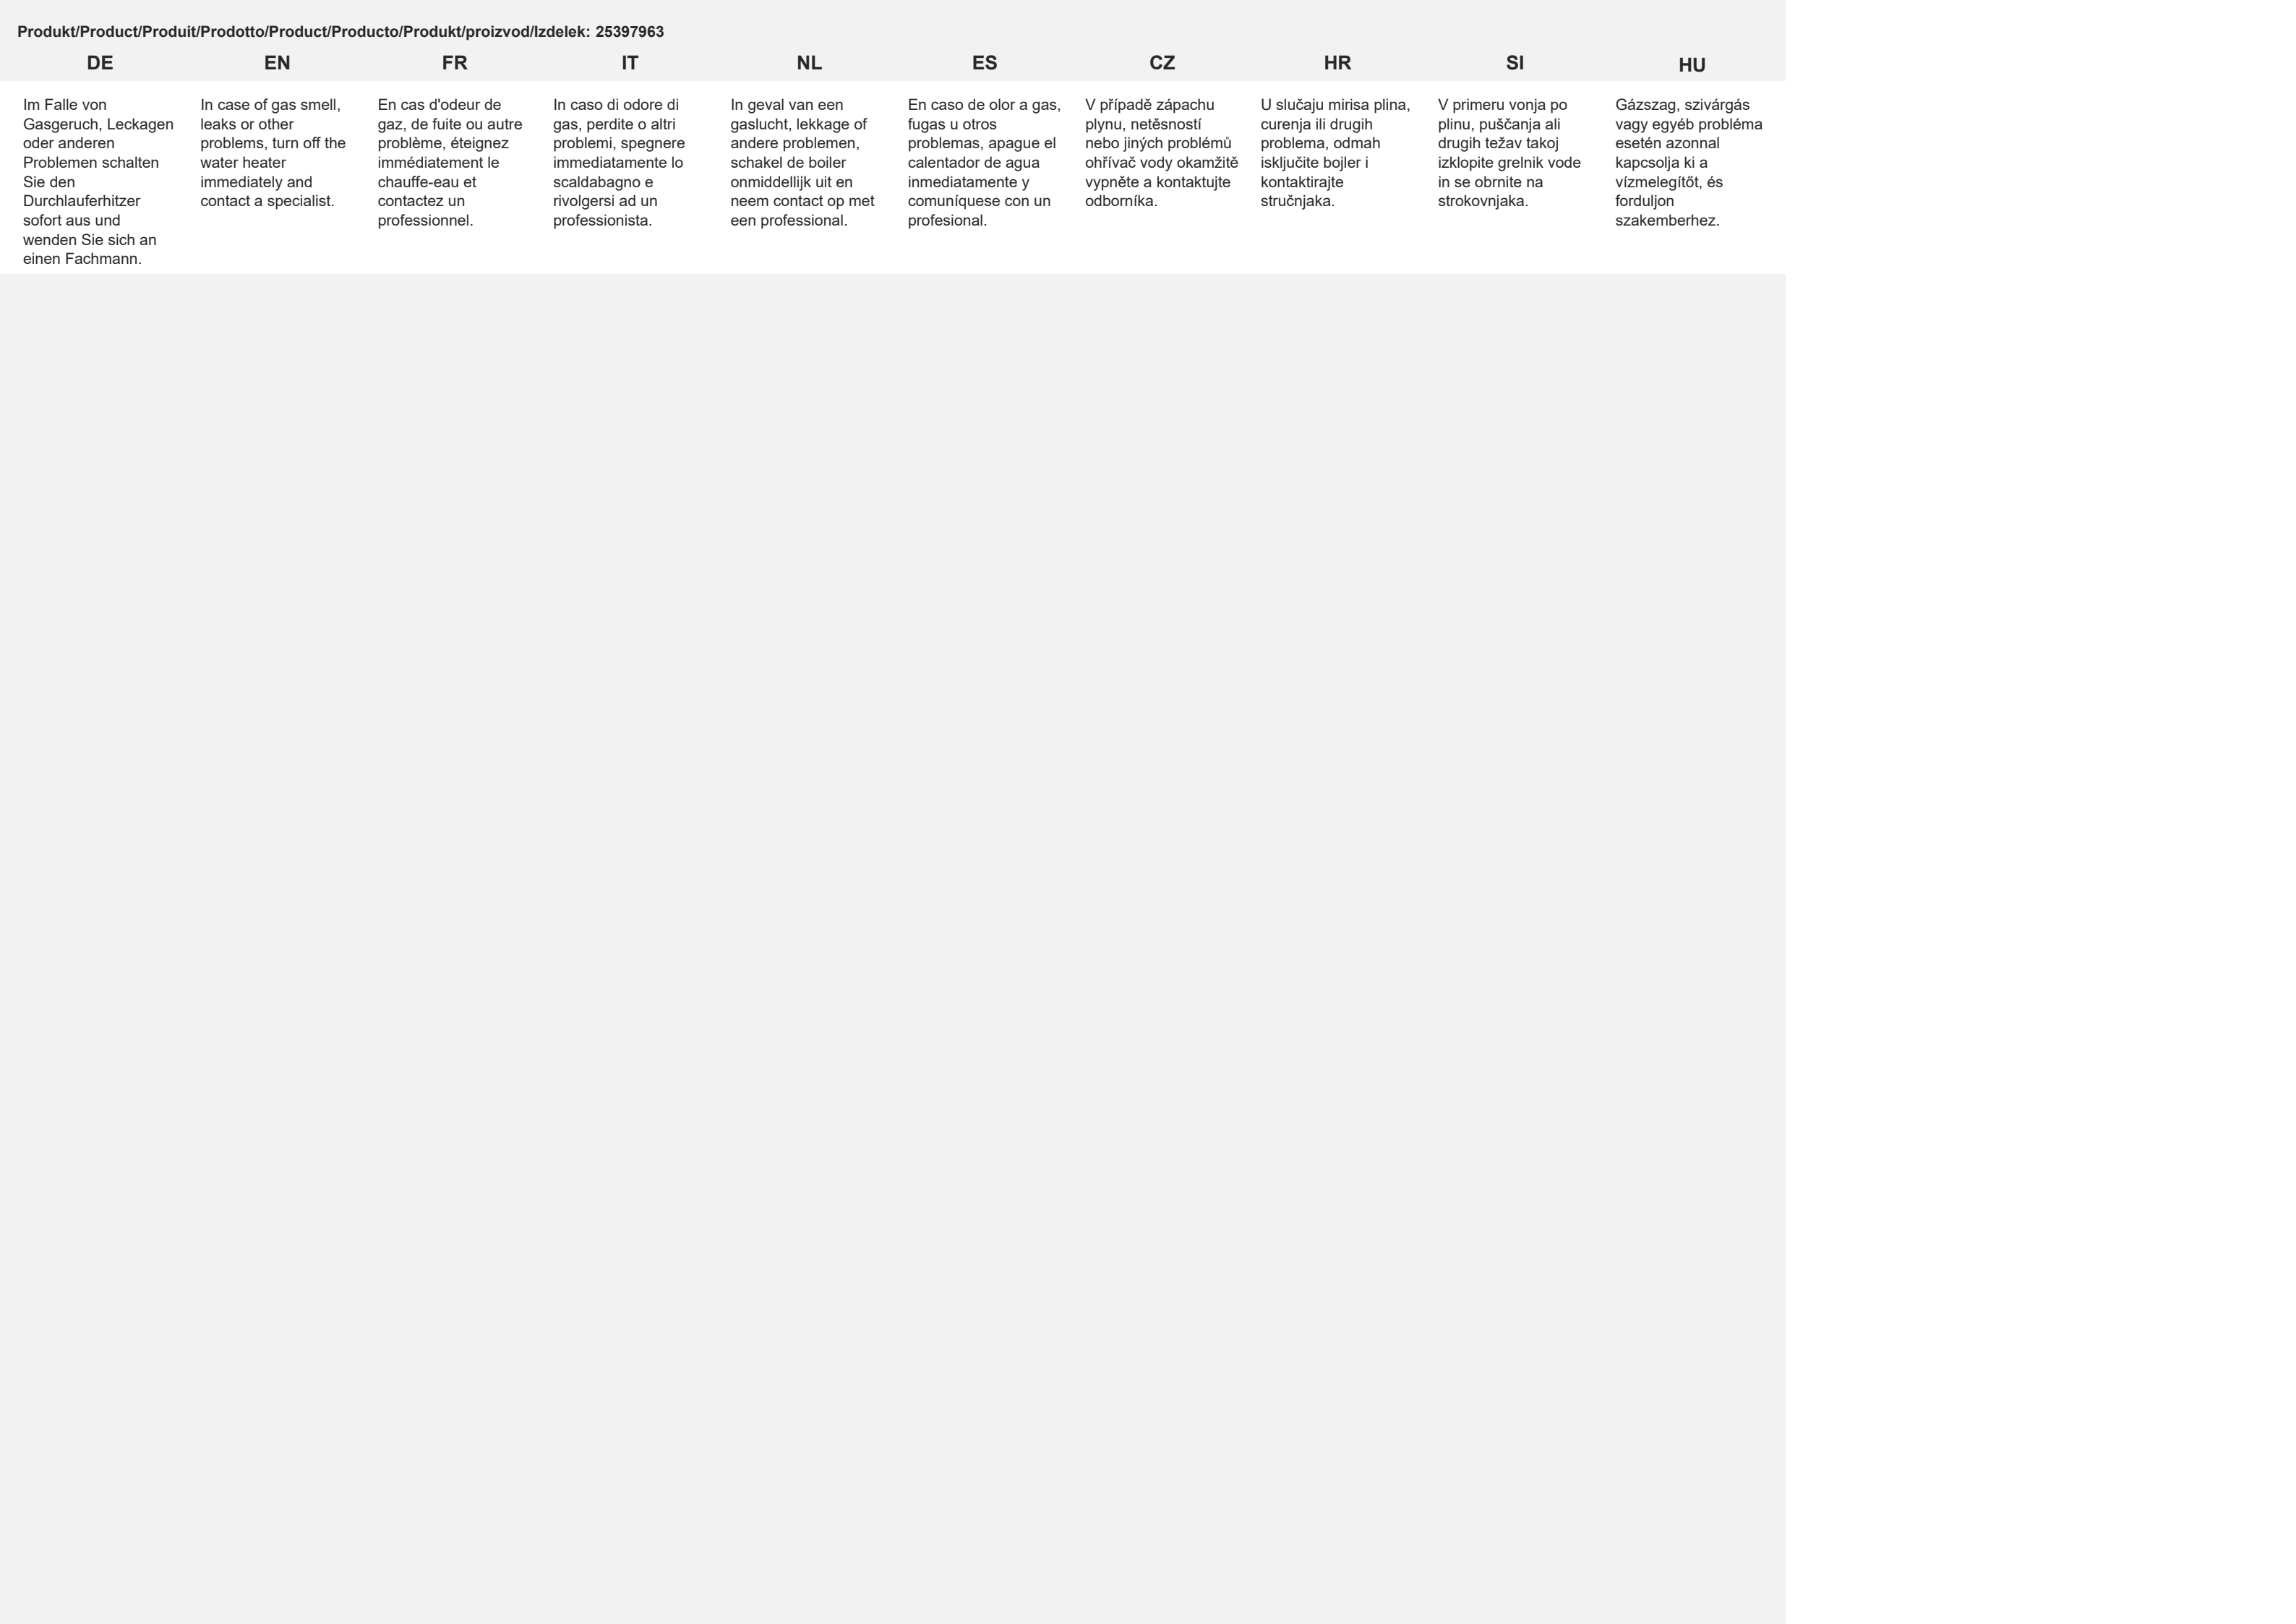 Produkt/Product/Produit/Prodotto/Product/Producto/Produkt/proizvod/Izdelek: 25397963
DE
Im Falle von
Gasgeruch, Leckagen
oder anderen
Problemen schalten
Sie den
Durchlauferhitzer
sofort aus und
wenden Sie sich an
einen Fachmann.
EN
In case of gas smell,
leaks or other
problems, turn off the
water heater
immediately and
contact a specialist.
FR
En cas d'odeur de
gaz, de fuite ou autre
problème, éteignez
immédiatement le
chauffe-eau et
contactez un
professionnel.
IT
In caso di odore di
gas, perdite o altri
problemi, spegnere
immediatamente lo
scaldabagno e
rivolgersi ad un
professionista.
NL
In geval van een
gaslucht, lekkage of
andere problemen,
schakel de boiler
onmiddellijk uit en
neem contact op met
een professional.
ES
En caso de olor a gas,
fugas u otros
problemas, apague el
calentador de agua
inmediatamente y
comuníquese con un
profesional.
CZ
V případě zápachu
plynu, netěsností
nebo jiných problémů
ohřívač vody okamžitě
vypněte a kontaktujte
odborníka.
HR
U slučaju mirisa plina,
curenja ili drugih
problema, odmah
isključite bojler i
kontaktirajte
stručnjaka.
SI
V primeru vonja po
plinu, puščanja ali
drugih težav takoj
izklopite grelnik vode
in se obrnite na
strokovnjaka.
HU
Gázszag, szivárgás
vagy egyéb probléma
esetén azonnal
kapcsolja ki a
vízmelegítőt, és
forduljon
szakemberhez.